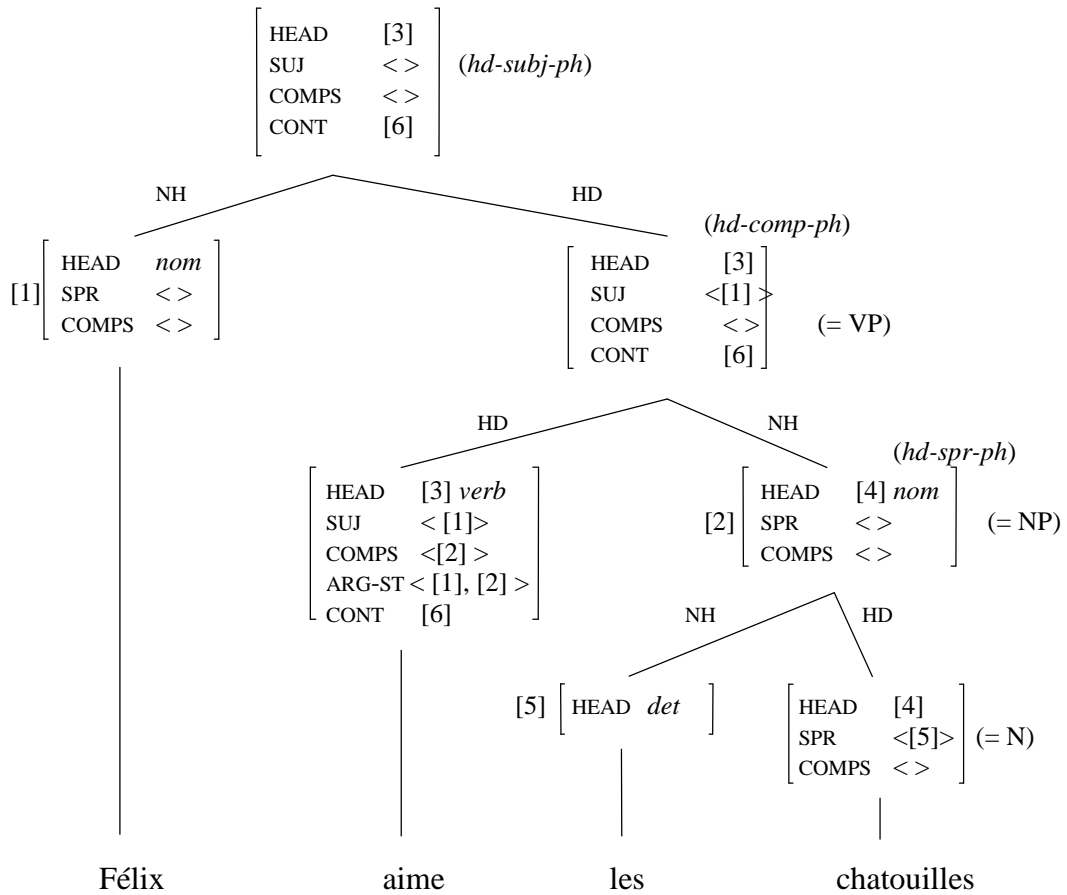 HEAD [3]
SUJ < > (hd-subj-ph)
COMPS < >
CONT [6]
NH HD
(hd-comp-ph)
[1] HEAD nom
SPR < >
COMPS < >
HEAD [3]
SUJ <[1] >
COMPS < > (= VP)
CONT [6]
HD NH
(hd-spr-ph)
HEAD [3] verb
SUJ < [1]>
COMPS <[2] >
ARG-ST < [1], [2] >
CONT [6]
HEAD [4] nom
[2] SPR < > (= NP)
COMPS < >
NH HD
[5] HEAD det
HEAD [4]
SPR <[5]> (= N)
COMPS < >
Félix aime les chatouilles